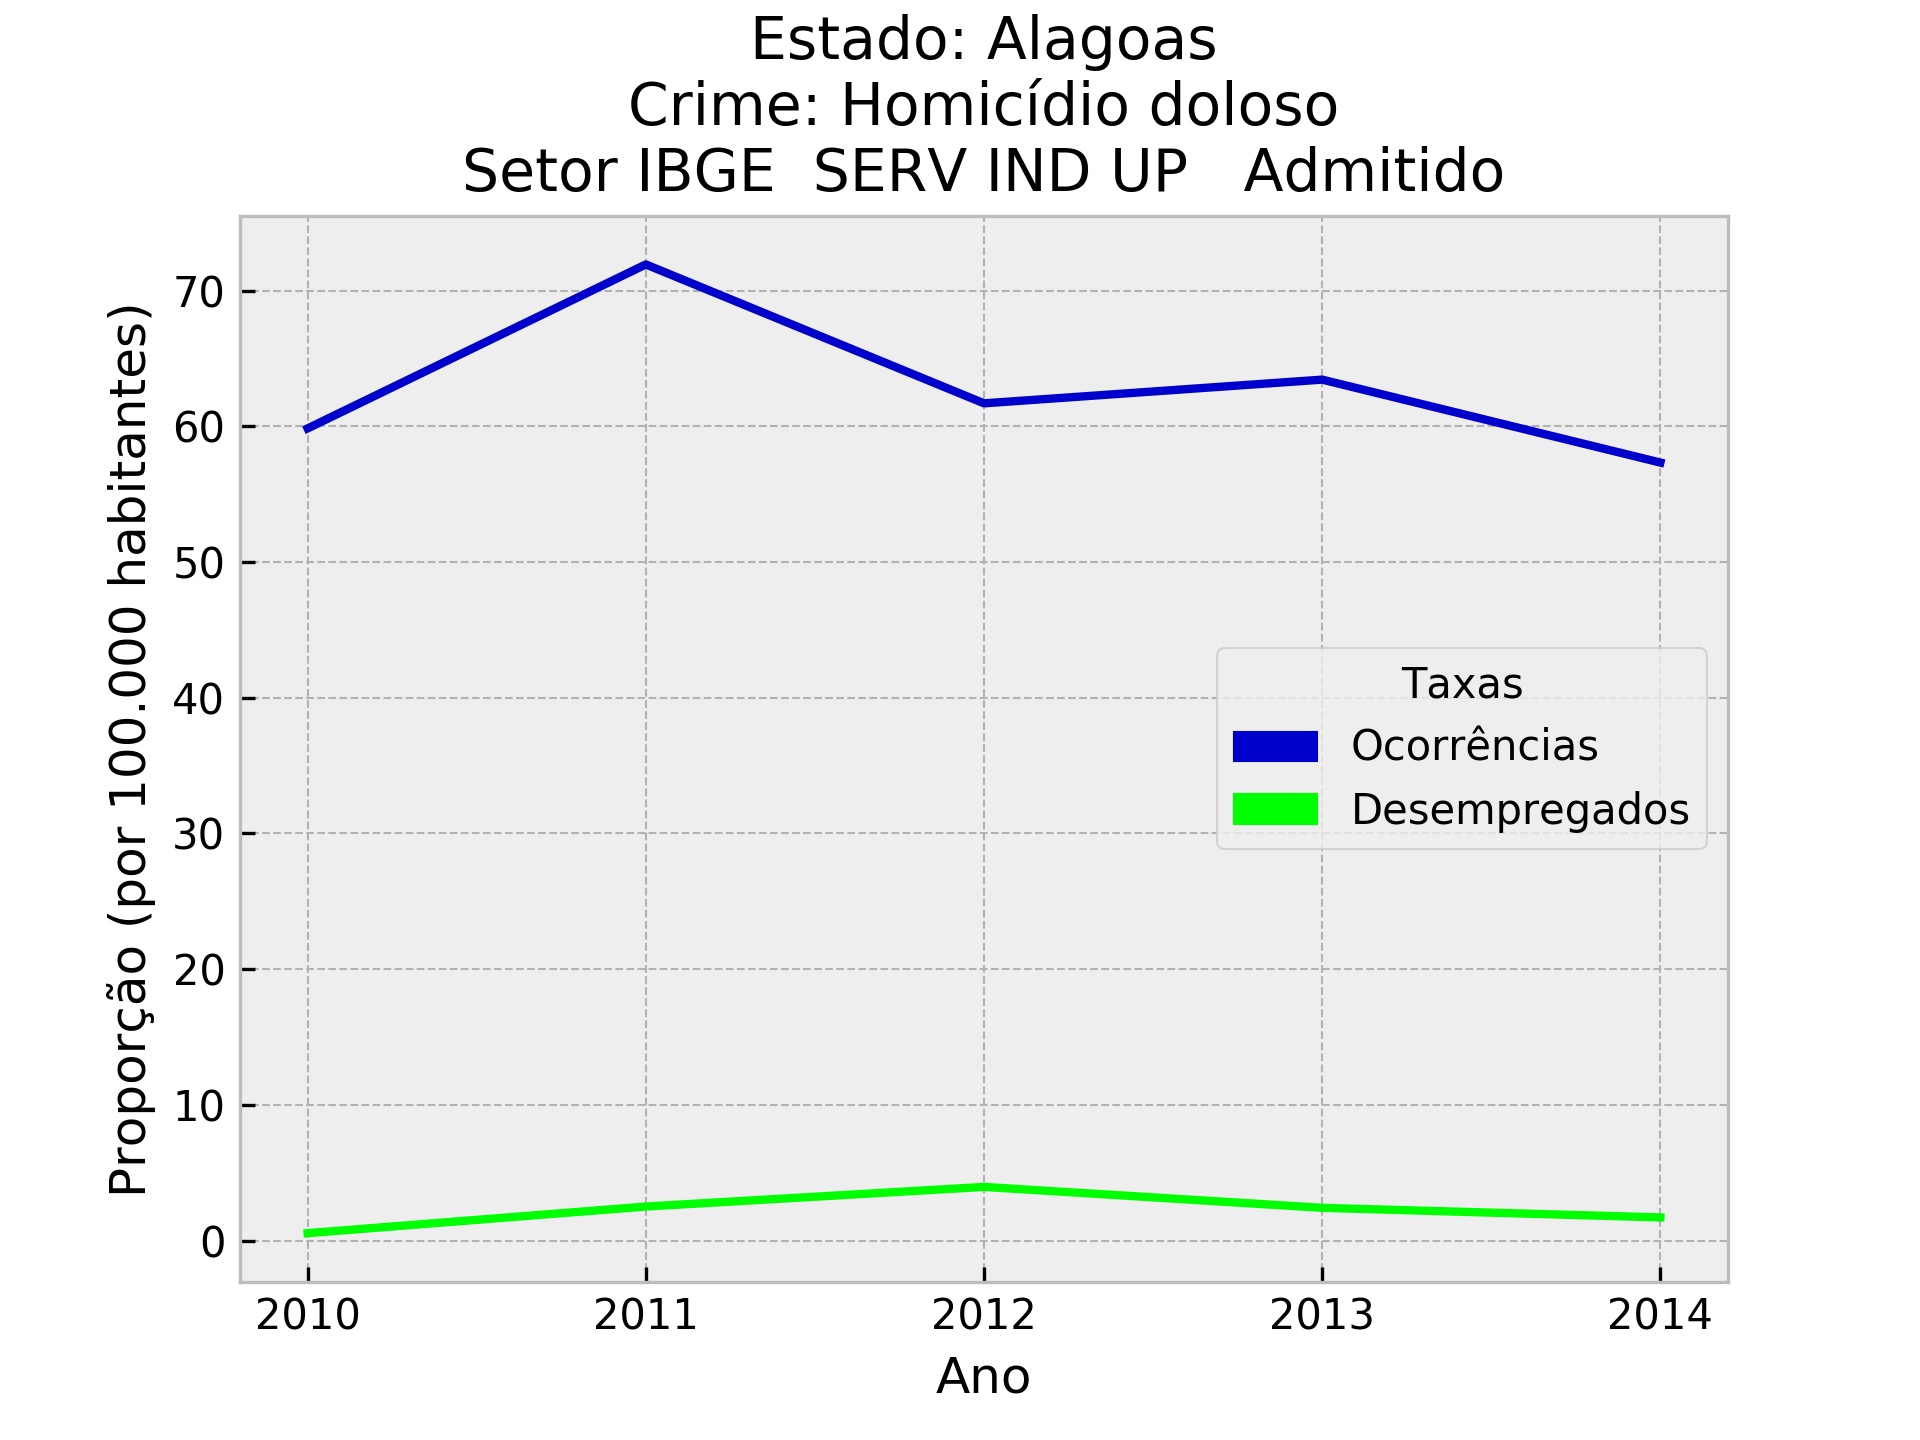 Estado: Alagoas
Crime: Homicídio doloso
Setor IBGE  SERV IND UP   Admitido
Proporção (por 100.000 habitantes)
70
60
50
40
30
20
10
0
Taxas
Ocorrências
Desempregados
2010 2011 2012 2013 2014
Ano